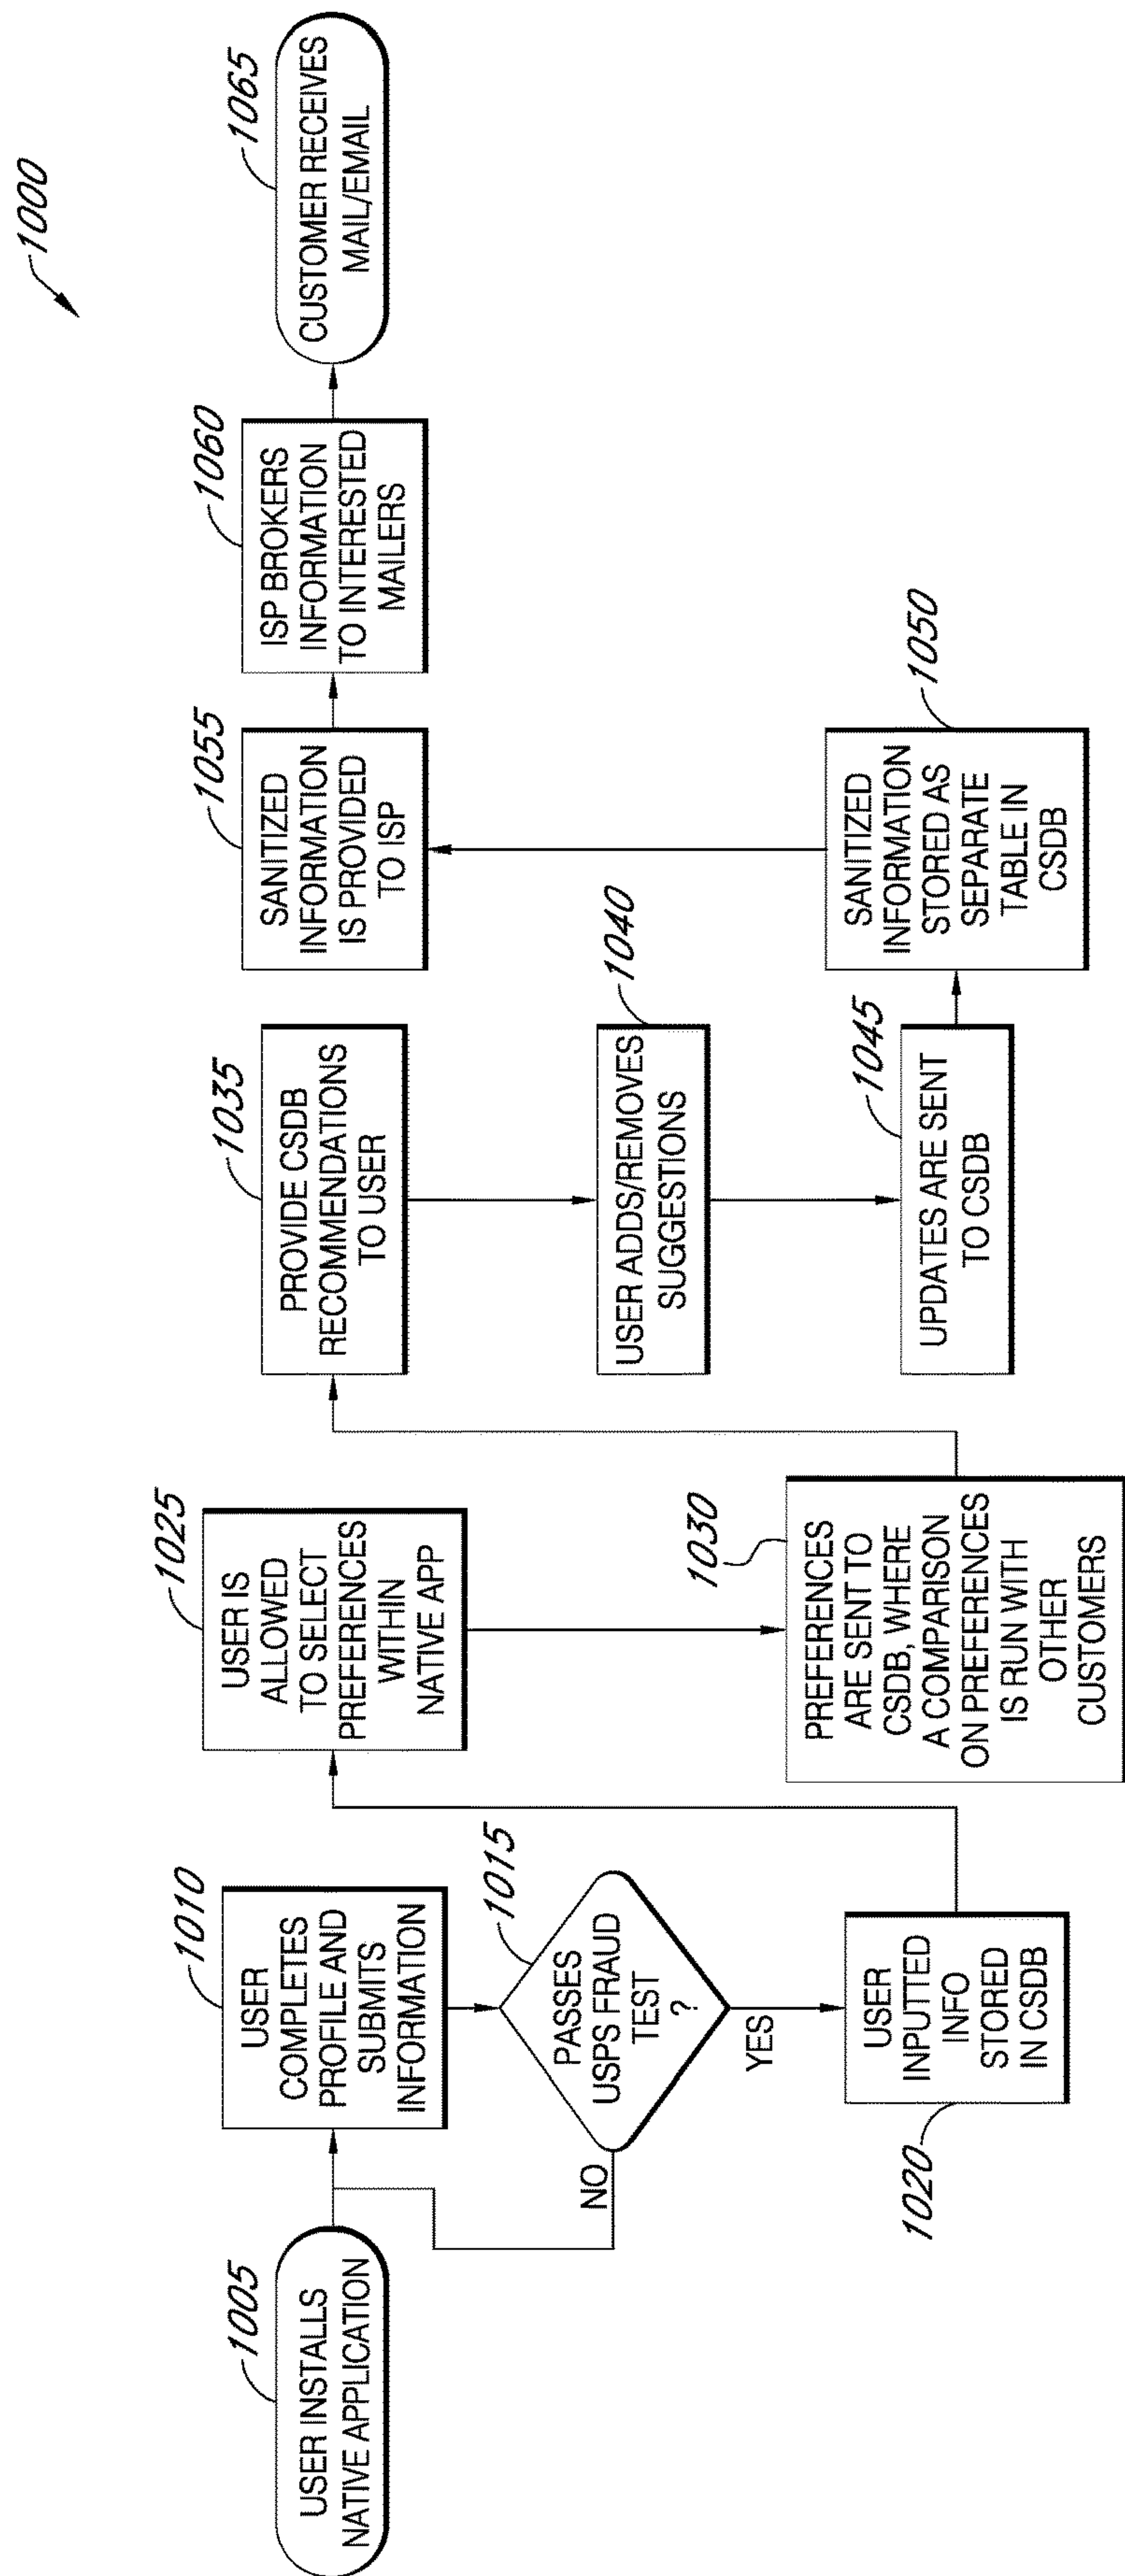 1000
1005
USER INSTALLS
NATIVE APPLICATION
1010
USER
COMPLETES
PROFILE AND
SUBMITS
INFORMATION
1015
PASSES
USPS FRAUD
TEST
?
NO
YES
1020
USER
INPUTTED
INFO
STORED
IN CSDB
1025
USER IS
ALLOWED
TO SELECT
PREFERENCES
WITHIN
NATIVE APP
1030
PREFERENCES
ARE SENT TO
CSDB, WHERE
A COMPARISON
ON PREFERENCES
IS RUN WITH
OTHER
CUSTOMERS
1035
PROVIDE CSDB
RECOMMENDATIONS
TO USER
1040
USER ADDS/REMOVES
SUGGESTIONS
1045
UPDATES ARE SENT
TO CSDB
1050
SANITIZED
INFORMATION
STORED AS
SEPARATE
TABLE IN
CSDB
1055
SANITIZED
INFORMATION
IS PROVIDED
TO ISP
1060
ISP BROKERS
INFORMATION
TO INTERESTED
MAILERS
1065
CUSTOMER RECEIVES
MAIL/EMAIL